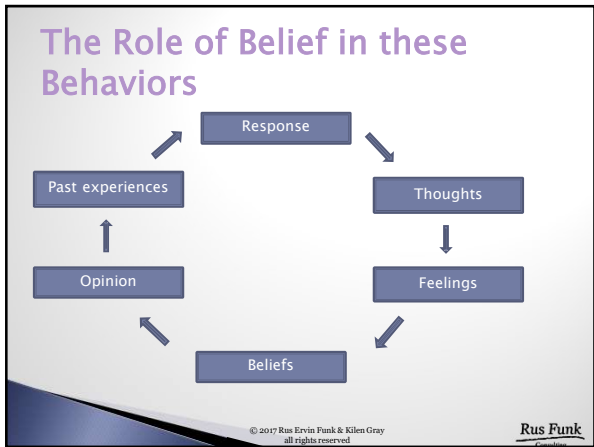 The Role of Belief in these
Behaviors
Response
Past experiences
Thoughts
Opinion
Feelings
Beliefs
© 2017 Rus Ervin Funk & Kilen Gray
all rights reserved
Rus Funk
Consulting